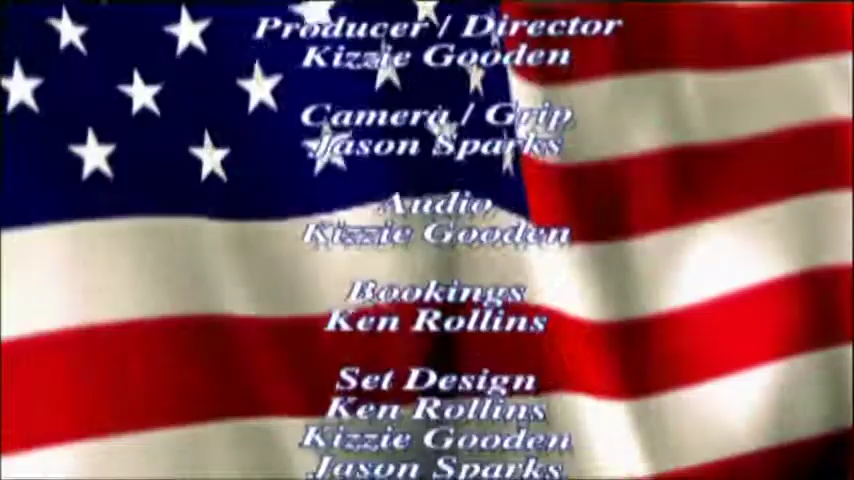 Producer / Director
Kizzie Gooden
Camera / Grip
Jason Sparks
Audio
Kizzie Gooden
Bookings
Ken Rollins
Set Design
Ken Rollins
Kizzie Gooden
Jason Sparks